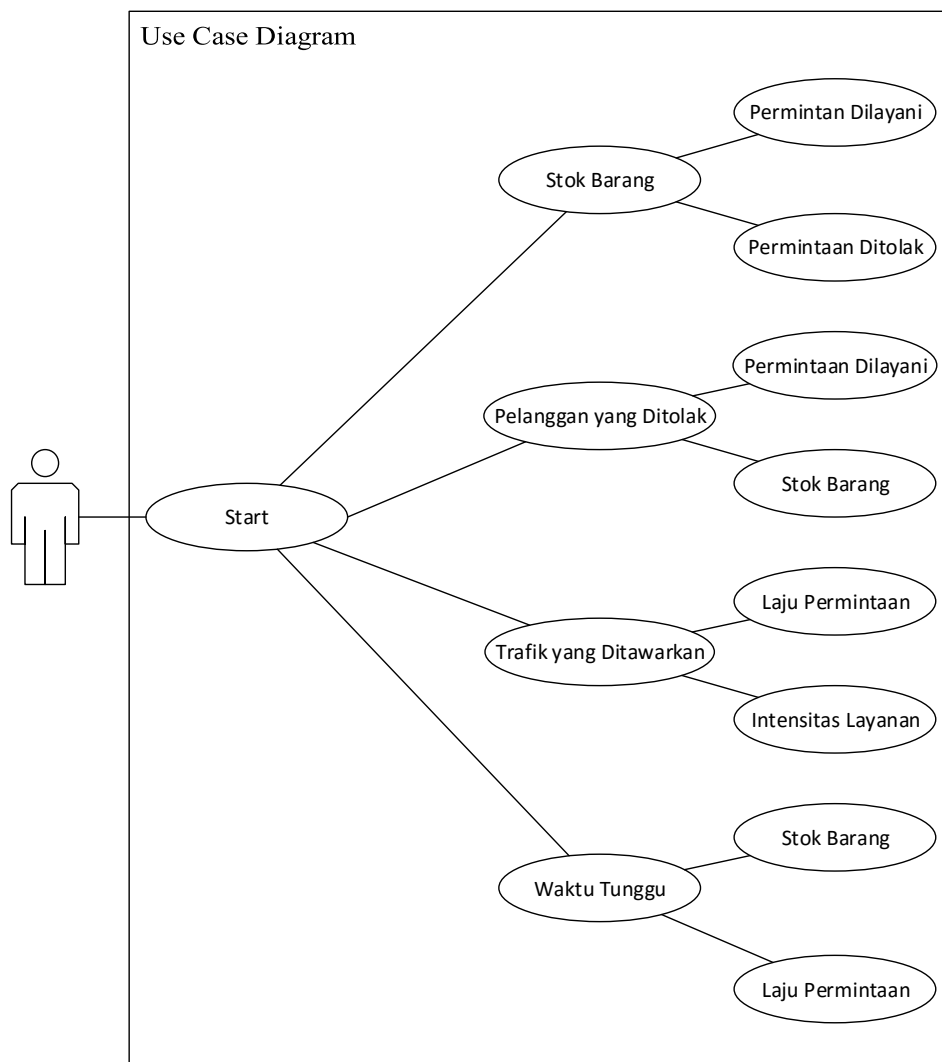 Use Case Diagram
Permintan Dilayani
Stok Barang
Permintaan Ditolak
Permintaan Dilayani
Pelanggan yang Ditolak
Stok Barang
Start
Laju Permintaan
Trafik yang Ditawarkan
Intensitas Layanan
Stok Barang
Waktu Tunggu
Laju Permintaan